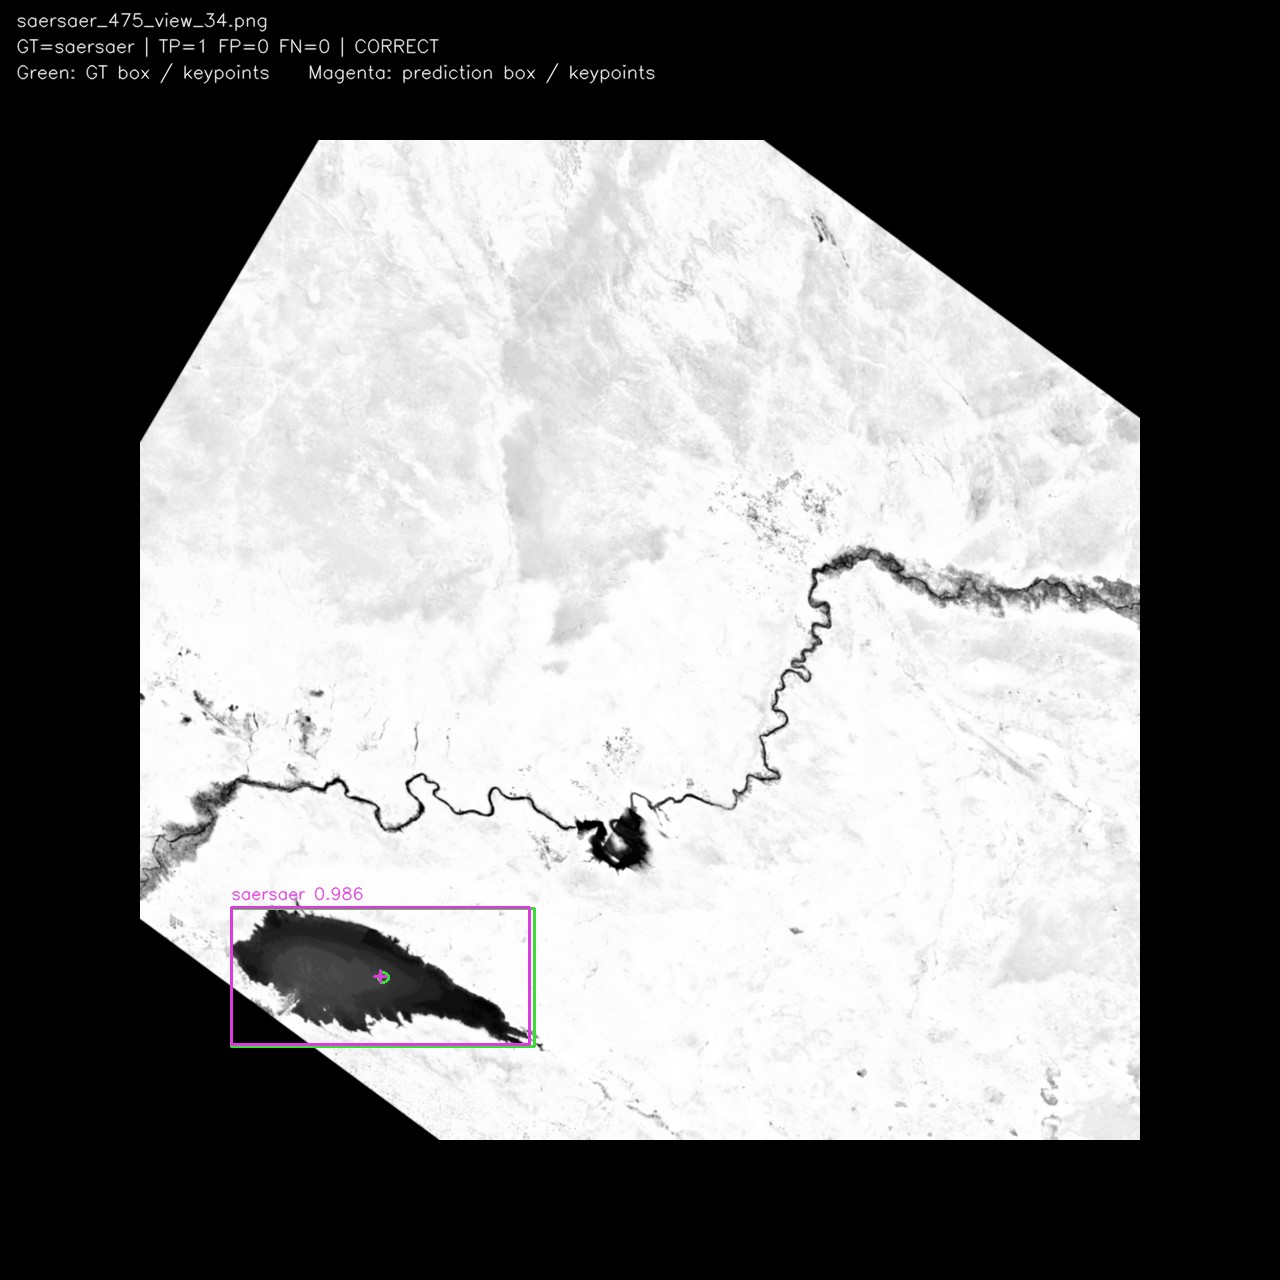 saersaer_475_view_34.png
GT=saersaer | TP=1 FP=0 FN=0 | CORRECT
Green: GT box / keypoints    Magenta: prediction box / keypoints
saersaer 0.986